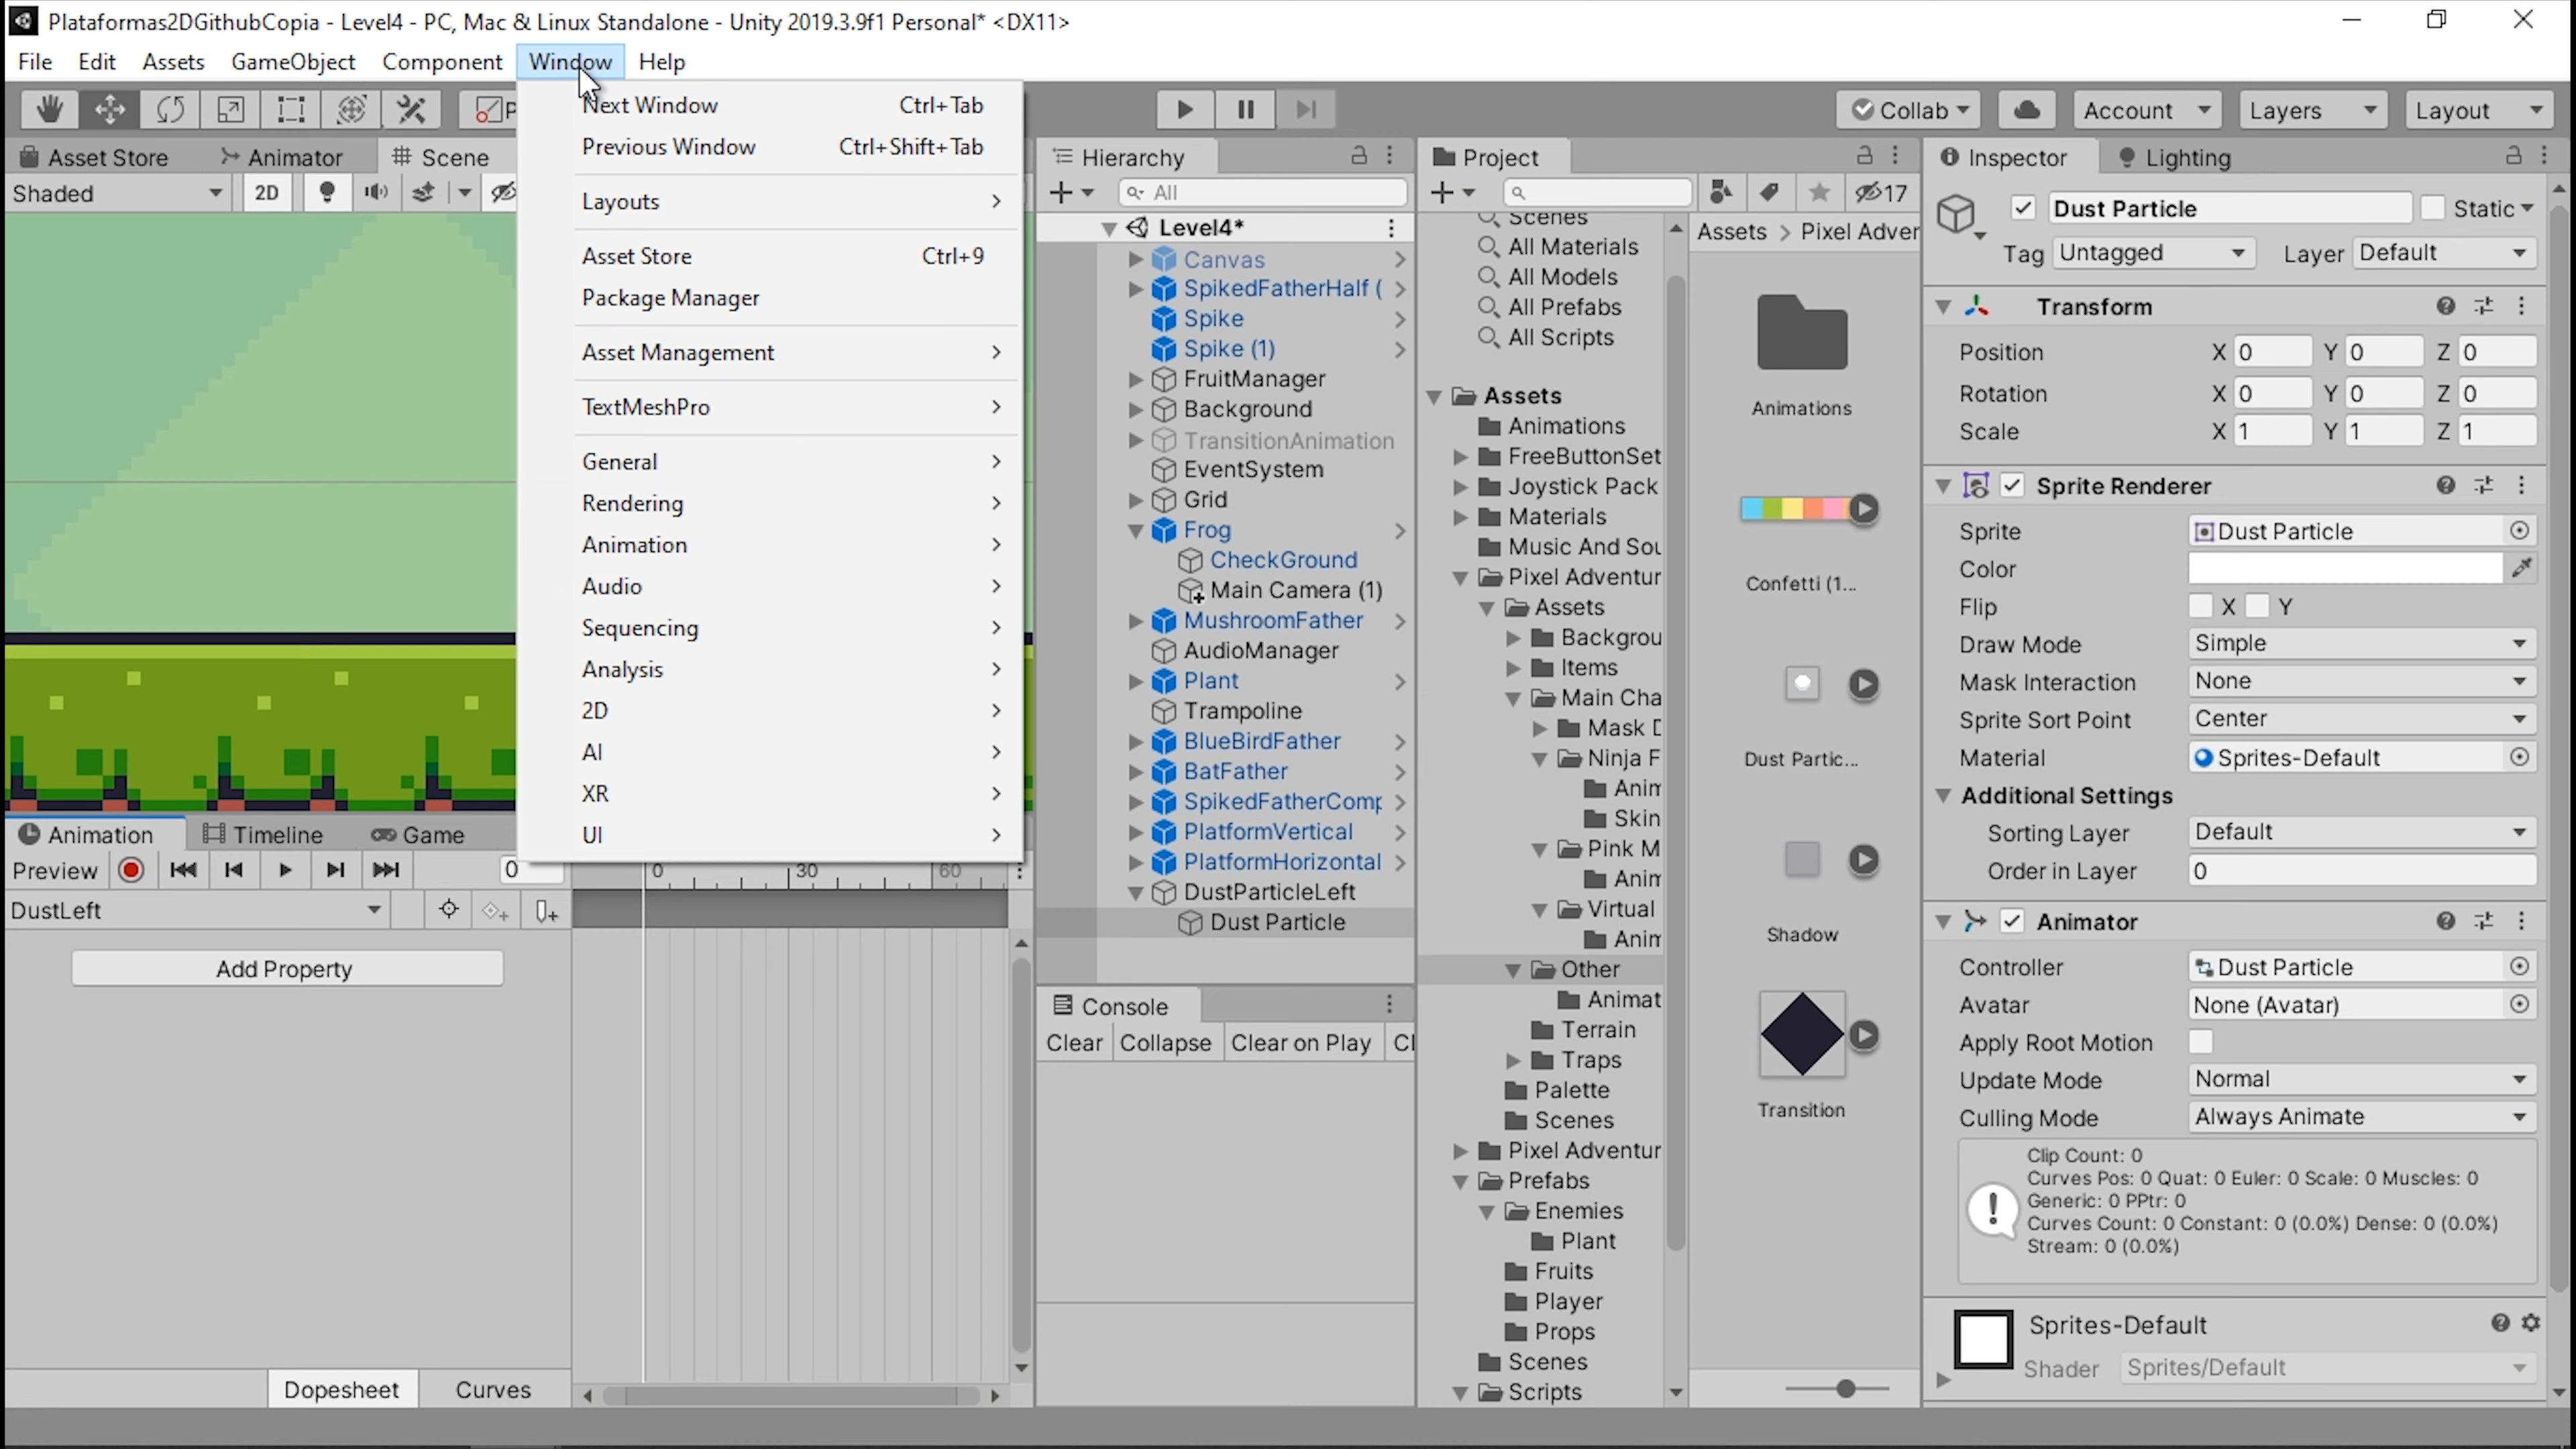 Plataformas2DGithubCopia - Level4 - PC, Mac & Linux Standalone - Unity 2019.3.9f1 Personal* <DX11>
File Edit Assets GameObject Component Window Help
Collab Account Layers Layout
Asset Store Animator Scene
Shaded 2D
Next Window Ctrl+Tab
Previous Window Ctrl+Shift+Tab
Layouts
Asset Store Ctrl+9
Package Manager
Asset Management
TextMeshPro
General
Rendering
Animation
Audio
Sequencing
Analysis
2D
AI
XR
UI
Animation Timeline Game
Preview 0
0 30 60
DustLeft
Add Property
Dopesheet Curves
Hierarchy
All
Level4*
Canvas
SpikedFatherHalf (
Spike
Spike (1)
FruitManager
Background
TransitionAnimation
EventSystem
Grid
Frog
CheckGround
Main Camera (1)
MushroomFather
AudioManager
Plant
Trampoline
BlueBirdFather
BatFather
SpikedFatherComp
PlatformVertical
PlatformHorizontal
DustParticleLeft
Dust Particle
Console
Clear Collapse Clear on Play Cl
Project
17
Scenes
All Materials
All Models
All Prefabs
All Scripts
Assets
Animations
FreeButtonSet
Joystick Pack
Materials
Music And Sou
Pixel Adventur
Assets
Backgrou
Items
Main Cha
Mask D
Ninja F
Anim
Skin
Pink M
Anim
Virtual
Anim
Other
Animat
Terrain
Traps
Palette
Scenes
Pixel Adventur
Prefabs
Enemies
Plant
Fruits
Player
Props
Scenes
Scripts
Assets > Pixel Adver
Animations
Confetti (1...
Dust Partic...
Shadow
Transition
Inspector Lighting
Dust Particle Static
Tag Untagged Layer Default
Transform
Position X 0 Y 0 Z 0
Rotation X 0 Y 0 Z 0
Scale X 1 Y 1 Z 1
Sprite Renderer
Sprite Dust Particle
Color
Flip X Y
Draw Mode Simple
Mask Interaction None
Sprite Sort Point Center
Material Sprites-Default
Additional Settings
Sorting Layer Default
Order in Layer 0
Animator
Controller Dust Particle
Avatar None (Avatar)
Apply Root Motion
Update Mode Normal
Culling Mode Always Animate
Clip Count: 0
Curves Pos: 0 Quat: 0 Euler: 0 Scale: 0 Muscles: 0
Generic: 0 PPtr: 0
Curves Count: 0 Constant: 0 (0.0%) Dense: 0 (0.0%)
Stream: 0 (0.0%)
Sprites-Default
Shader Sprites/Default